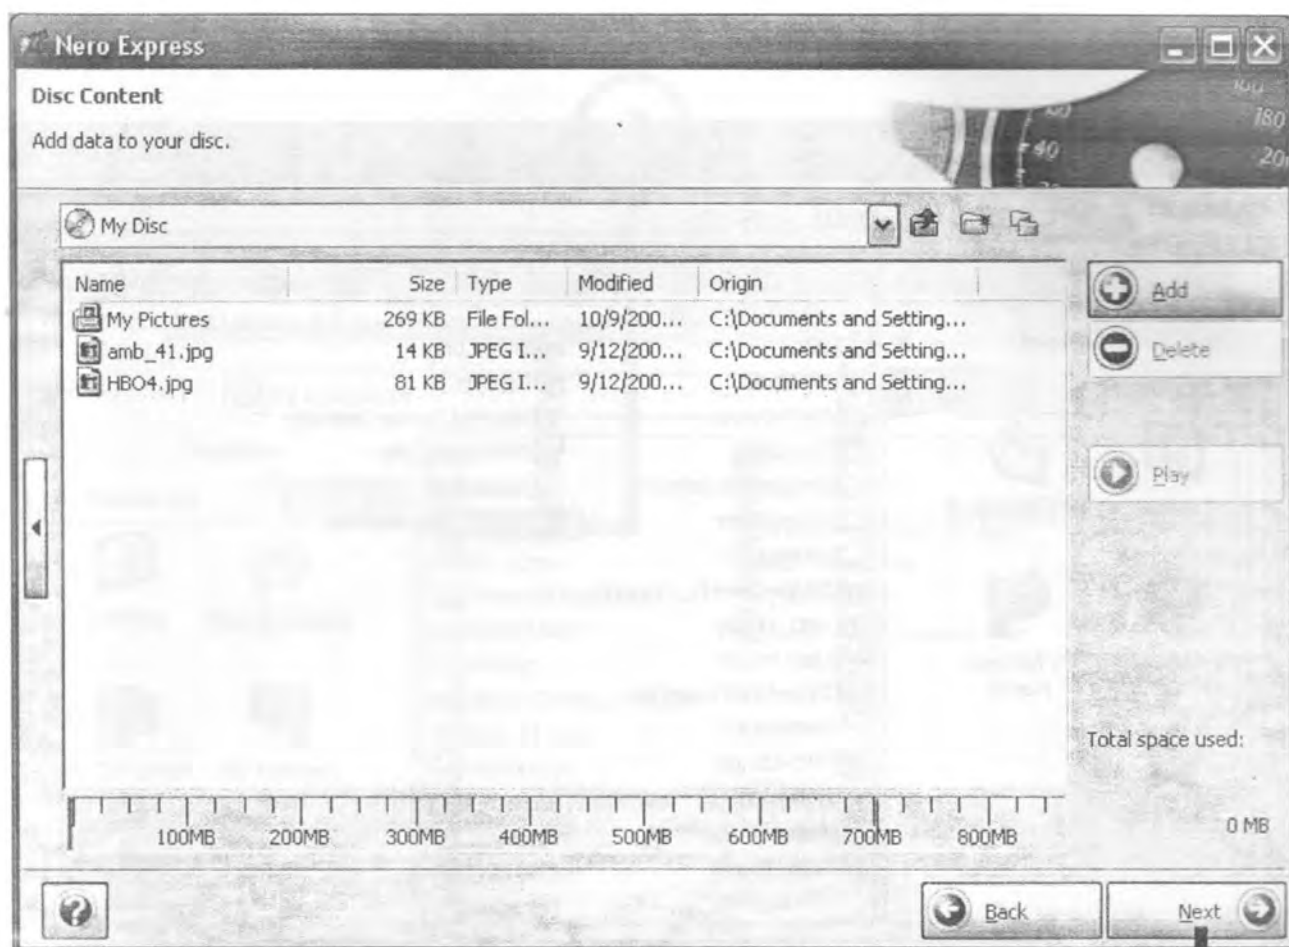 Nero Express
Disc Content
Add data to your disc.
My Disc
Name Size Type Modified Origin
My Pictures 269 KB File Fol... 10/9/200... C:\Documents and Setting...
amb_41.jpg 14 KB JPEG I... 9/12/200... C:\Documents and Setting...
HBO4.jpg 81 KB JPEG I... 9/12/200... C:\Documents and Setting...
Add
Delete
Play
Total space used:
0 MB
100MB 200MB 300MB 400MB 500MB 600MB 700MB 800MB
Back Next
40
180